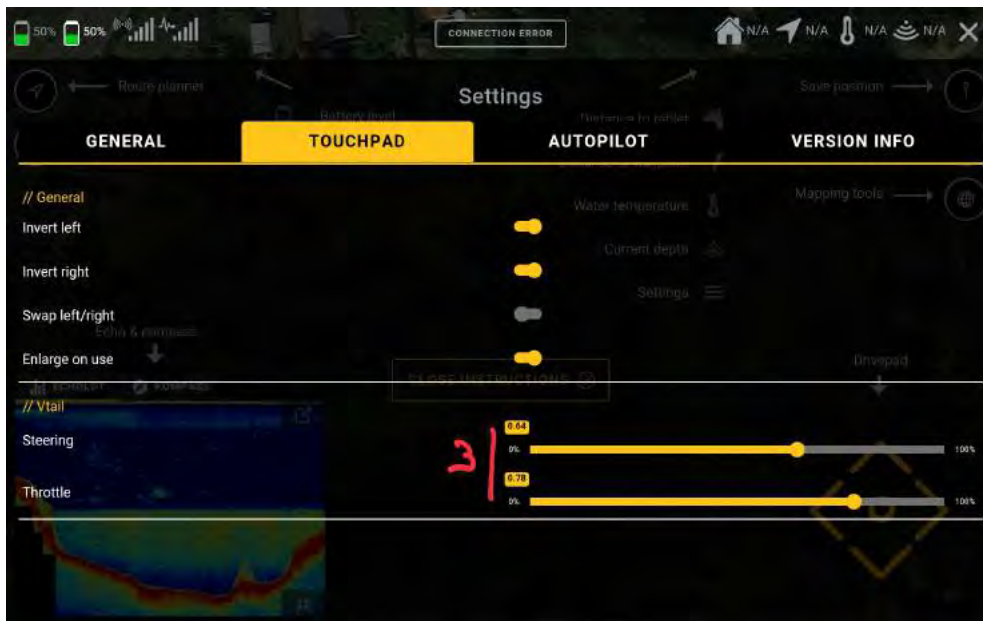 50% 50% CONNECTION ERROR N/A N/A N/A N/A
Route planner Save position
Settings
Battery level Distance to tablet
GENERAL TOUCHPAD AUTOPILOT VERSION INFO
// General
Mapping tools
Water temperature
Invert left
Current depth
Invert right
Settings
Swap left/right
Echo & kompass
Enlarge on use
Drivepad
CLOSE INSTRUCTIONS
ECHOLOT KOMPASS
// Vtail
0.64
Steering
3
0% 100%
0.78
Throttle
0% 100%